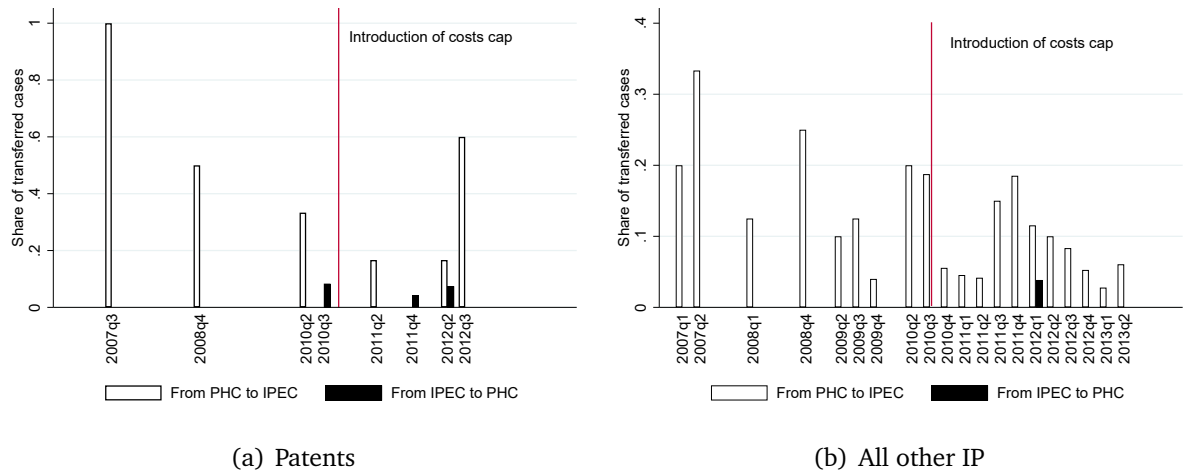 Share of transferred cases
1
.8
.6
.4
.2
0
Introduction of costs cap
2007q3
2008q4
2010q2
2010q3
2011q2
2011q4
2012q2
2012q3
From PHC to IPEC
From IPEC to PHC
(a) Patents
Share of transferred cases
.4
.3
.2
.1
0
Introduction of costs cap
2007q1
2007q2
2008q1
2008q4
2009q2
2009q3
2009q4
2010q2
2010q3
2010q4
2011q1
2011q2
2011q3
2011q4
2012q1
2012q2
2012q3
2012q4
2013q1
2013q2
From PHC to IPEC
From IPEC to PHC
(b) All other IP